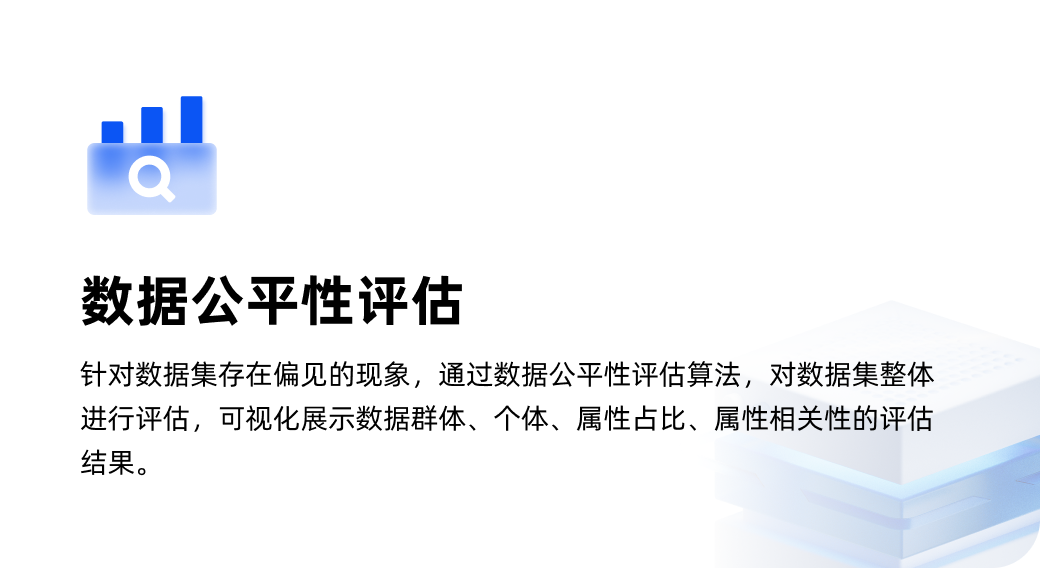 数据公平性评估
针对数据集存在偏见的现象，通过数据公平性评估算法，对数据集整体
进行评估，可视化展示数据群体、个体、属性占比、属性相关性的评估
结果。